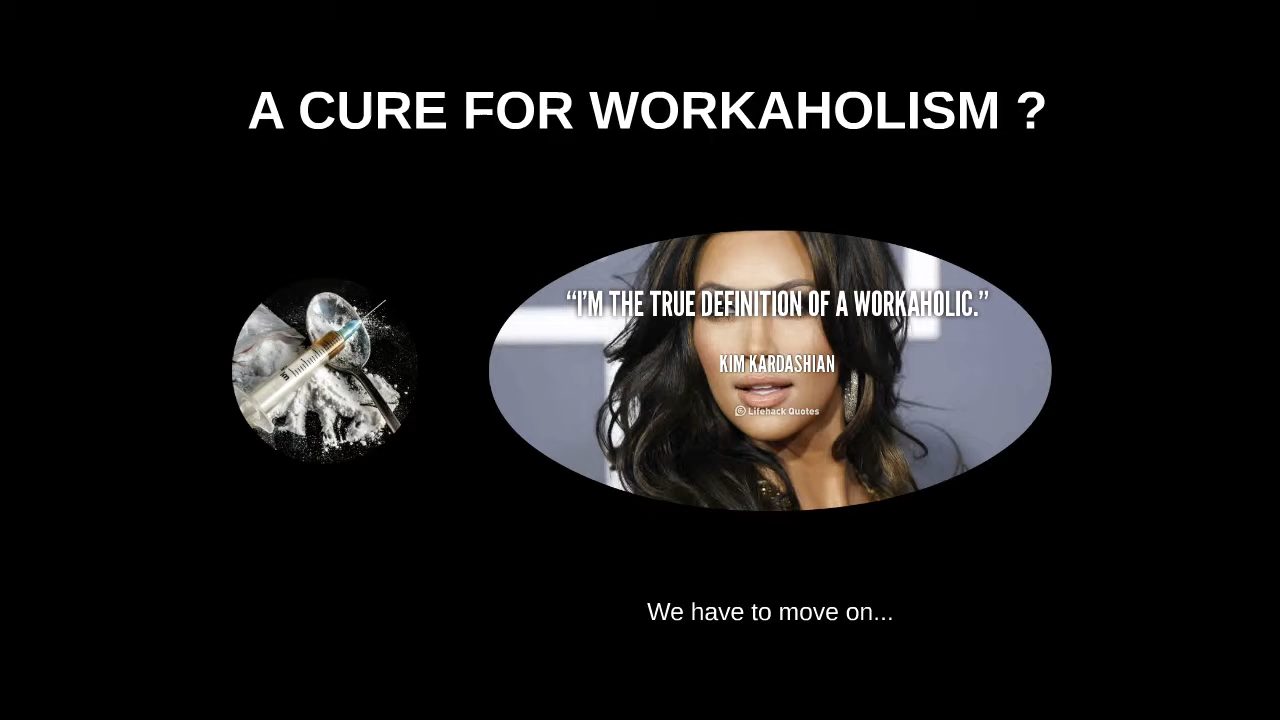 A CURE FOR WORKAHOLISM ?
“I’M THE TRUE DEFINITION OF A WORKAHOLIC.”
KIM KARDASHIAN
Lifehack Quotes
We have to move on...